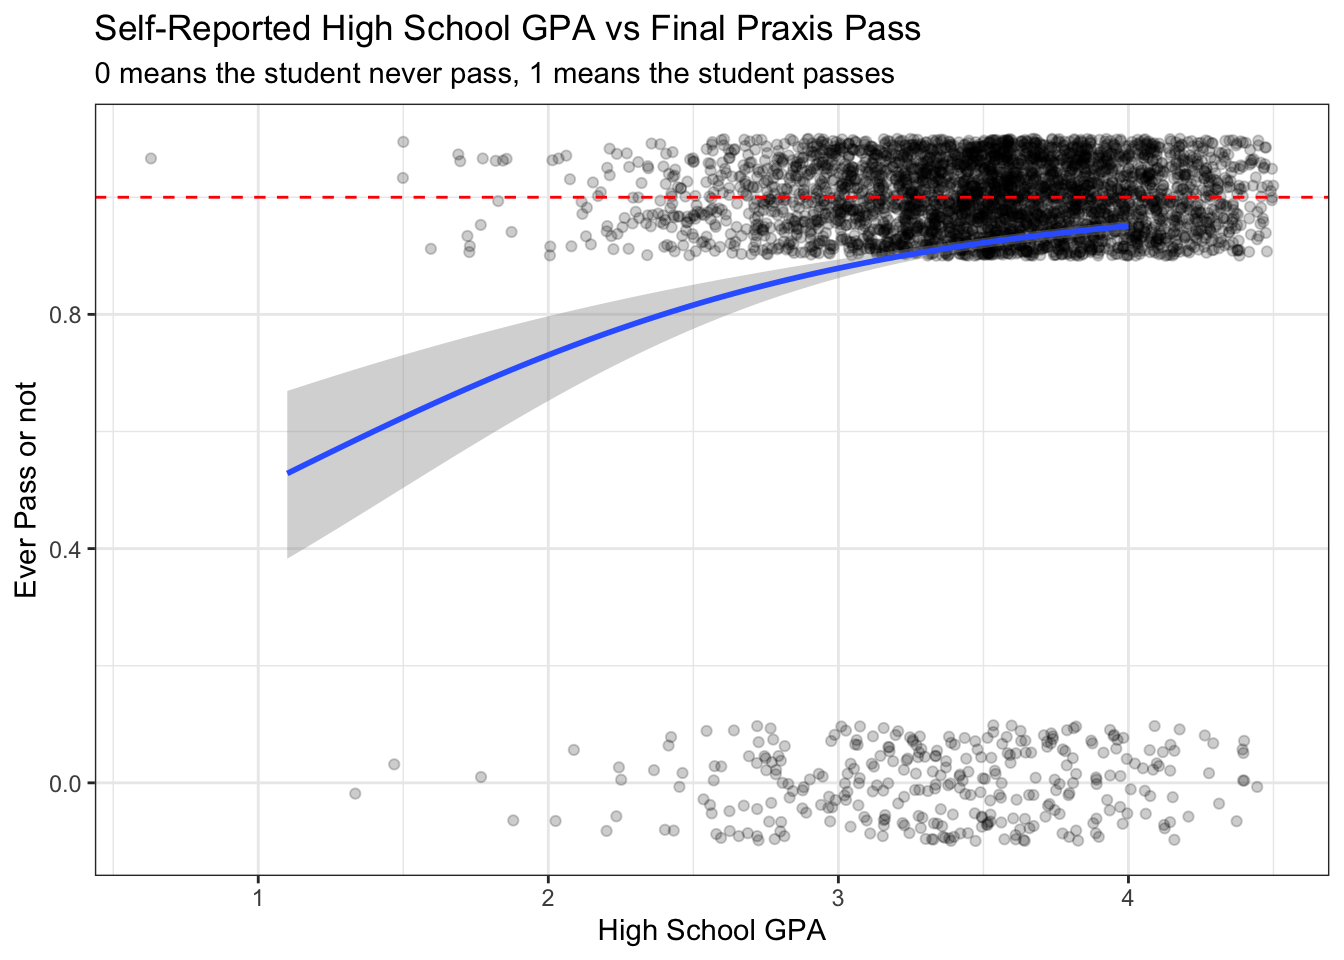 Self-Reported High School GPA vs Final Praxis Pass
0 means the student never pass, 1 means the student passes
Ever Pass or not
0.8
0.4
0.0
1
2
3
4
High School GPA